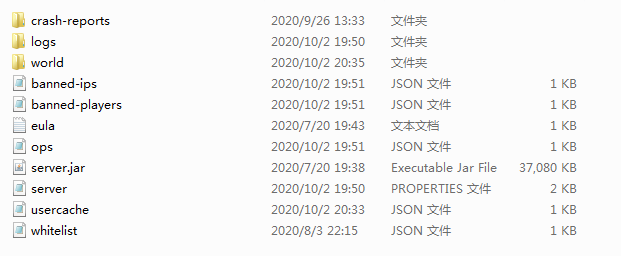 crash-reports 2020/9/26 13:33 文件夹
logs 2020/10/2 19:50 文件夹
world 2020/10/2 20:35 文件夹
banned-ips 2020/10/2 19:51 JSON 文件 1 KB
banned-players 2020/10/2 19:51 JSON 文件 1 KB
eula 2020/7/20 19:43 文本文档 1 KB
ops 2020/10/2 19:51 JSON 文件 1 KB
server.jar 2020/7/20 19:38 Executable Jar File 37,080 KB
server 2020/10/2 19:50 PROPERTIES 文件 2 KB
usercache 2020/10/2 20:33 JSON 文件 1 KB
whitelist 2020/8/3 22:15 JSON 文件 1 KB